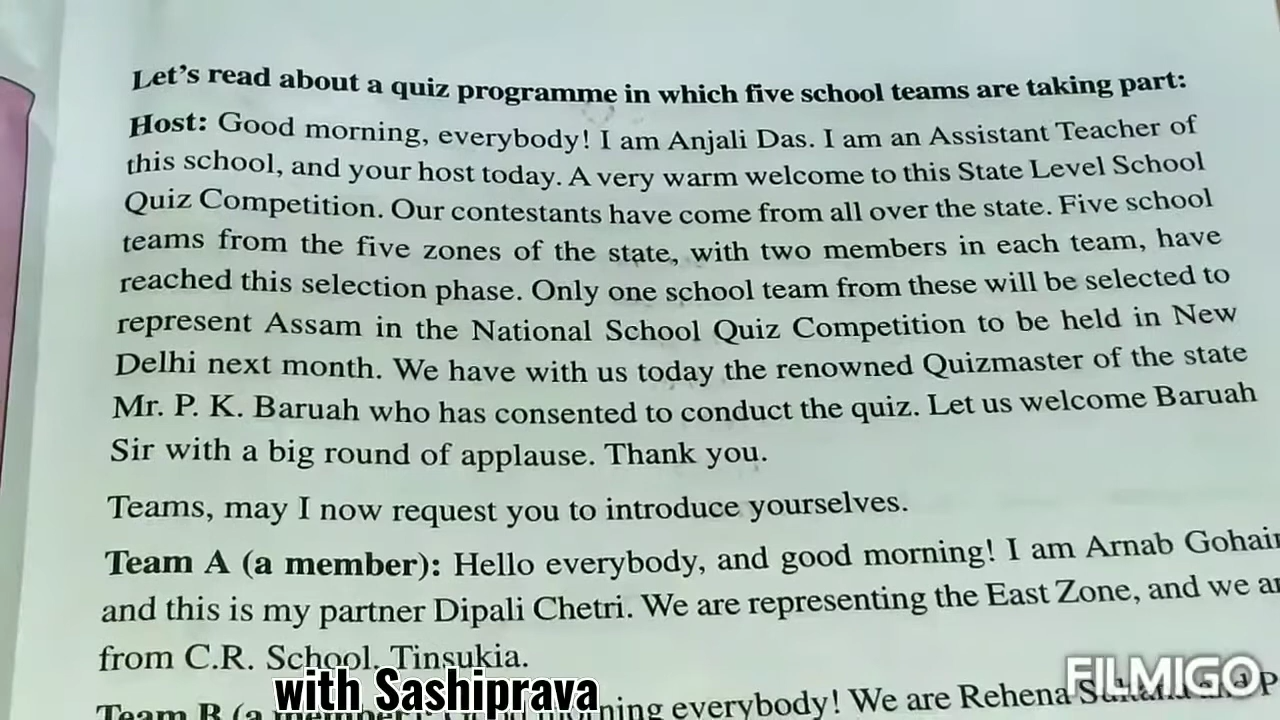 Let's read about a quiz programme in which five school teams are taking part:
Host: Good morning, everybody! I am Anjali Das. I am an Assistant Teacher of
this school, and your host today. A very warm welcome to this State Level School
Quiz Competition. Our contestants have come from all over the state. Five school
teams from the five zones of the state, with two members in each team, have
reached this selection phase. Only one school team from these will be selected to
represent Assam in the National School Quiz Competition to be held in New
Delhi next month. We have with us today the renowned Quizmaster of the state
Mr. P. K. Baruah who has consented to conduct the quiz. Let us welcome Baruah
Sir with a big round of applause. Thank you.
Teams, may I now request you to introduce yourselves.
Team A (a member): Hello everybody, and good morning! I am Arnab Gohain
and this is my partner Dipali Chetri. We are representing the East Zone, and we
from C.R. School, Tinsukia.
Team B (a everybody! We are Rehena
with Sashiprava
FILMIGO